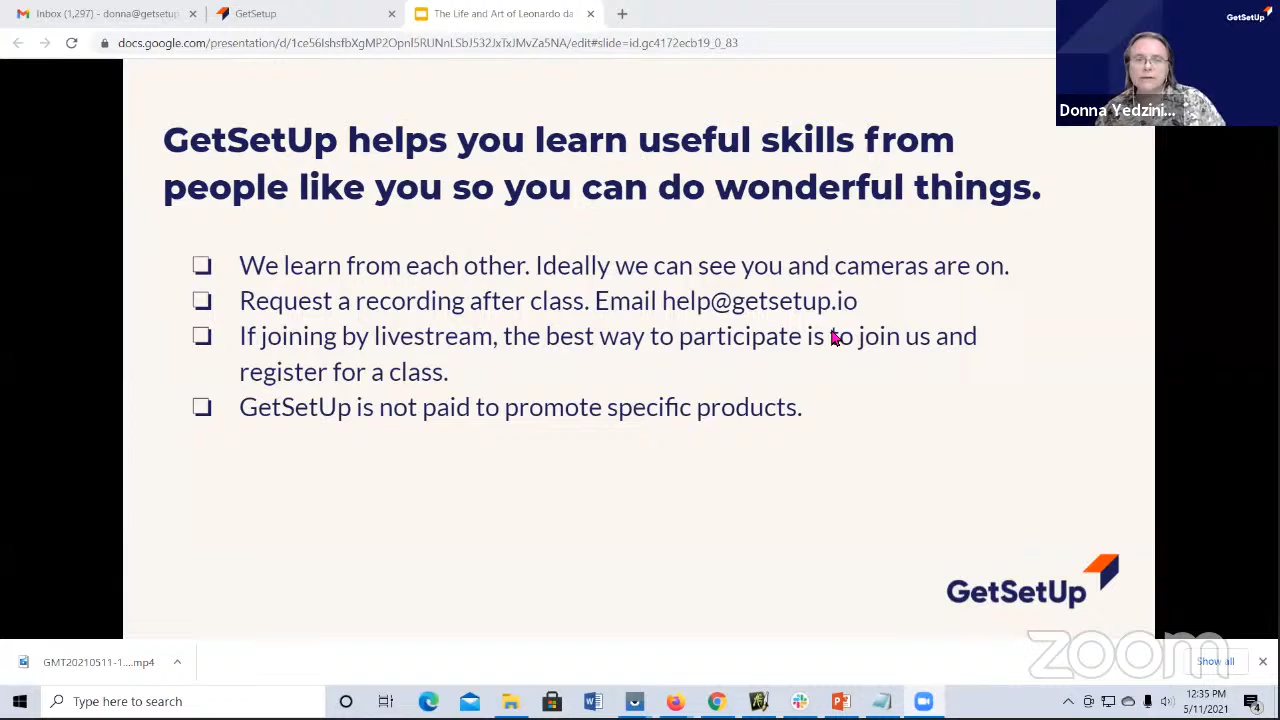 Inbox (1,297) - donna@getsetup
GetSetUp
The Life and Art of Leonardo da
docs.google.com/presentation/d/1ce56IshsfbXgMP2OpnI5RUNnLSbJ532JxTxJMvZa5NA/edit#slide=id.gc4172ecb19_0_83
GetSetUp
Donna Yedzini...
GetSetUp helps you learn useful skills from
people like you so you can do wonderful things.
We learn from each other. Ideally we can see you and cameras are on.
Request a recording after class. Email help@getsetup.io
If joining by livestream, the best way to participate is to join us and
register for a class.
GetSetUp is not paid to promote specific products.
GetSetUp
zoom
GMT20210511-1....mp4
Show all
Type here to search
12:35 PM
5/11/2021
4